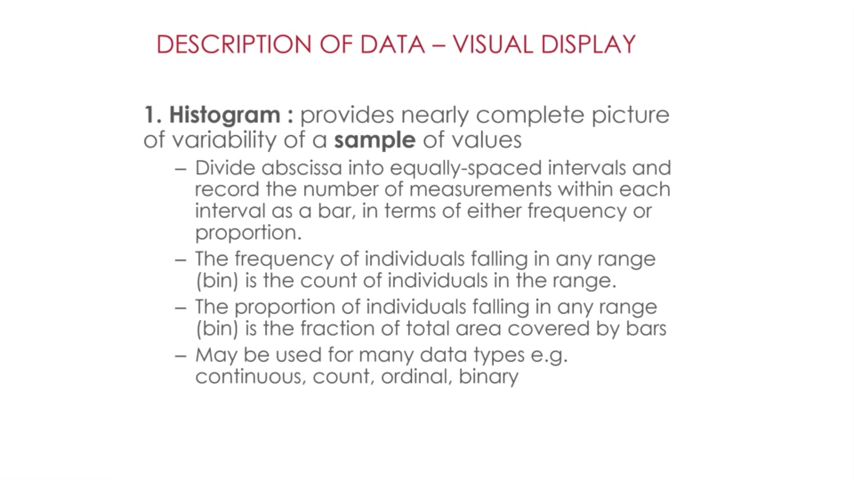 DESCRIPTION OF DATA – VISUAL DISPLAY
1. Histogram : provides nearly complete picture
of variability of a sample of values
– Divide abscissa into equally-spaced intervals and
record the number of measurements within each
interval as a bar, in terms of either frequency or
proportion.
– The frequency of individuals falling in any range
(bin) is the count of individuals in the range.
– The proportion of individuals falling in any range
(bin) is the fraction of total area covered by bars
– May be used for many data types e.g.
continuous, count, ordinal, binary